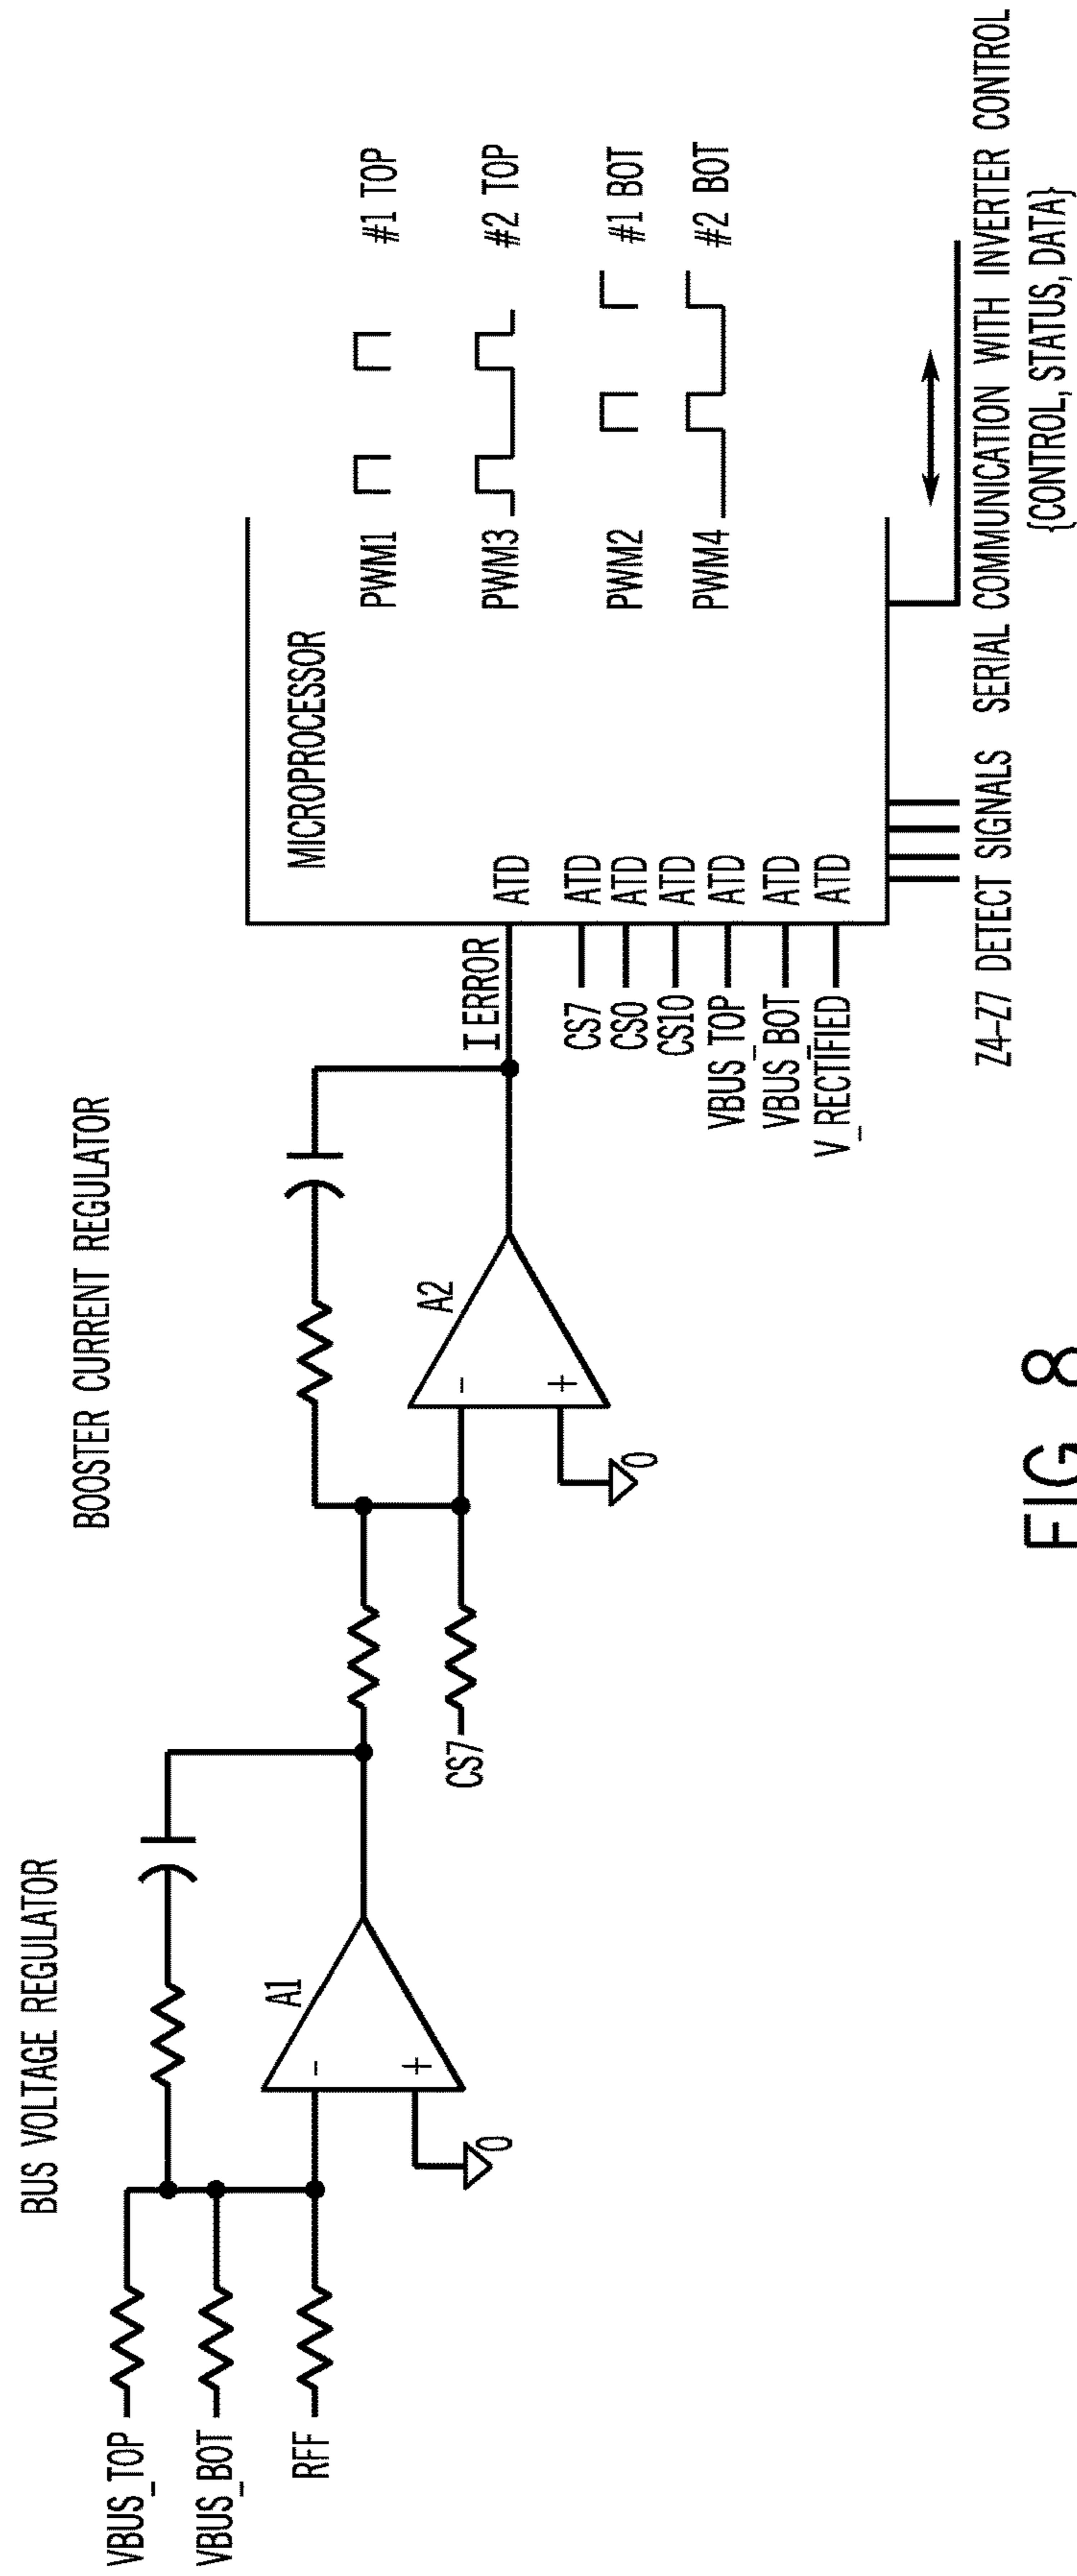 BUS VOLTAGE REGULATOR
VBUS_TOP
VBUS_BOT
RFF
A1
-
+
0
BOOSTER CURRENT REGULATOR
CS7
A2
-
+
0
I ERROR
CS7
CS0
CS10
VBUS_TOP
VBUS_BOT
V_RECTIFIED
MICROPROCESSOR
ATD
ATD
ATD
ATD
ATD
ATD
ATD
PWM1 #1 TOP
PWM3 #2 TOP
PWM2 #1 BOT
PWM4 #2 BOT
Z4-Z7 DETECT SIGNALS
SERIAL COMMUNICATION WITH INVERTER CONTROL
{CONTROL, STATUS, DATA}
FIG 8